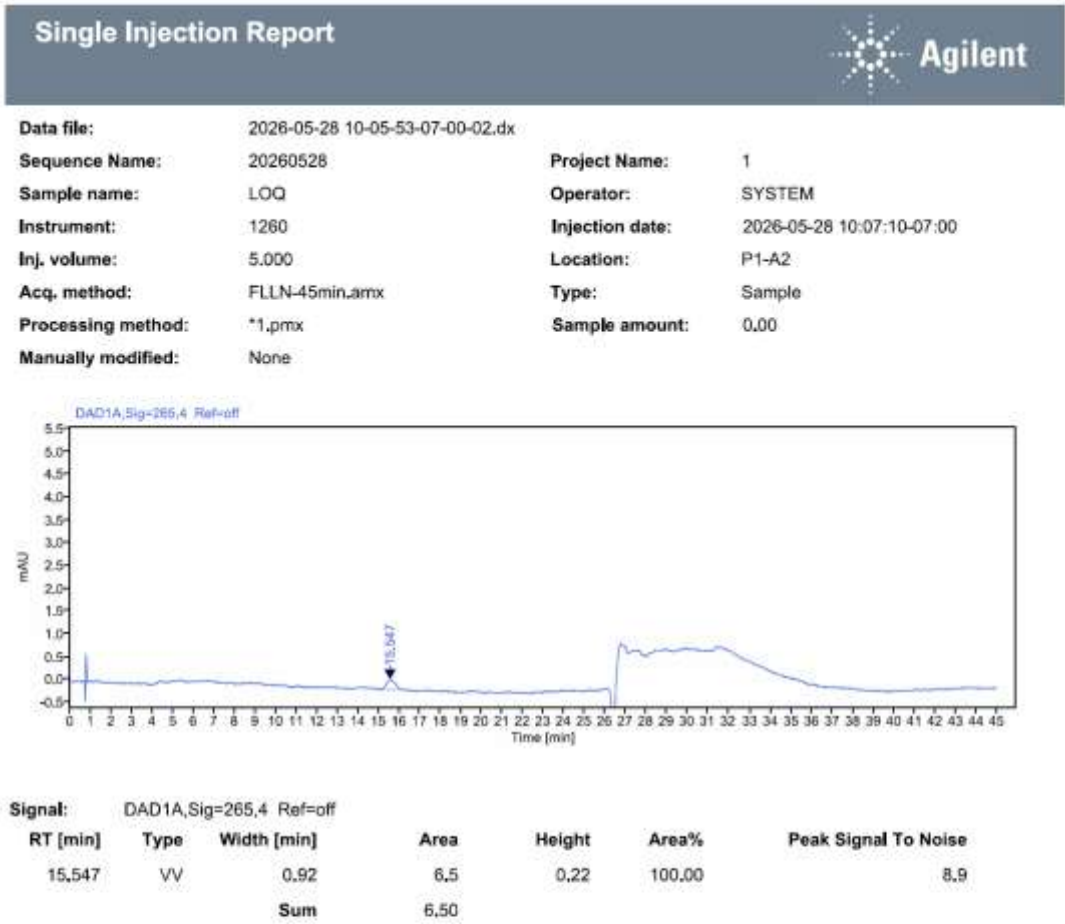 Single Injection Report
Agilent
Data file: 2026-05-28 10-05-53-07-00-02.dx
Sequence Name: 20260528 Project Name: 1
Sample name: LOQ Operator: SYSTEM
Instrument: 1260 Injection date: 2026-05-28 10:07:10-07:00
Inj. volume: 5.000 Location: P1-A2
Acq. method: FLLN-45min.amx Type: Sample
Processing method: *1.pmx Sample amount: 0.00
Manually modified: None
DAD1A,Sig=265,4 Ref=off
5.5
5.0
4.5
4.0
3.5
3.0
2.5
2.0
1.5
1.0
0.5
0.0
-0.5
mAU
15.547
0 1 2 3 4 5 6 7 8 9 10 11 12 13 14 15 16 17 18 19 20 21 22 23 24 25 26 27 28 29 30 31 32 33 34 35 36 37 38 39 40 41 42 43 44 45
Time [min]
Signal: DAD1A,Sig=265,4 Ref=off
RT [min] Type Width [min] Area Height Area% Peak Signal To Noise
15.547 VV 0.92 6.5 0.22 100.00 8.9
Sum 6.50